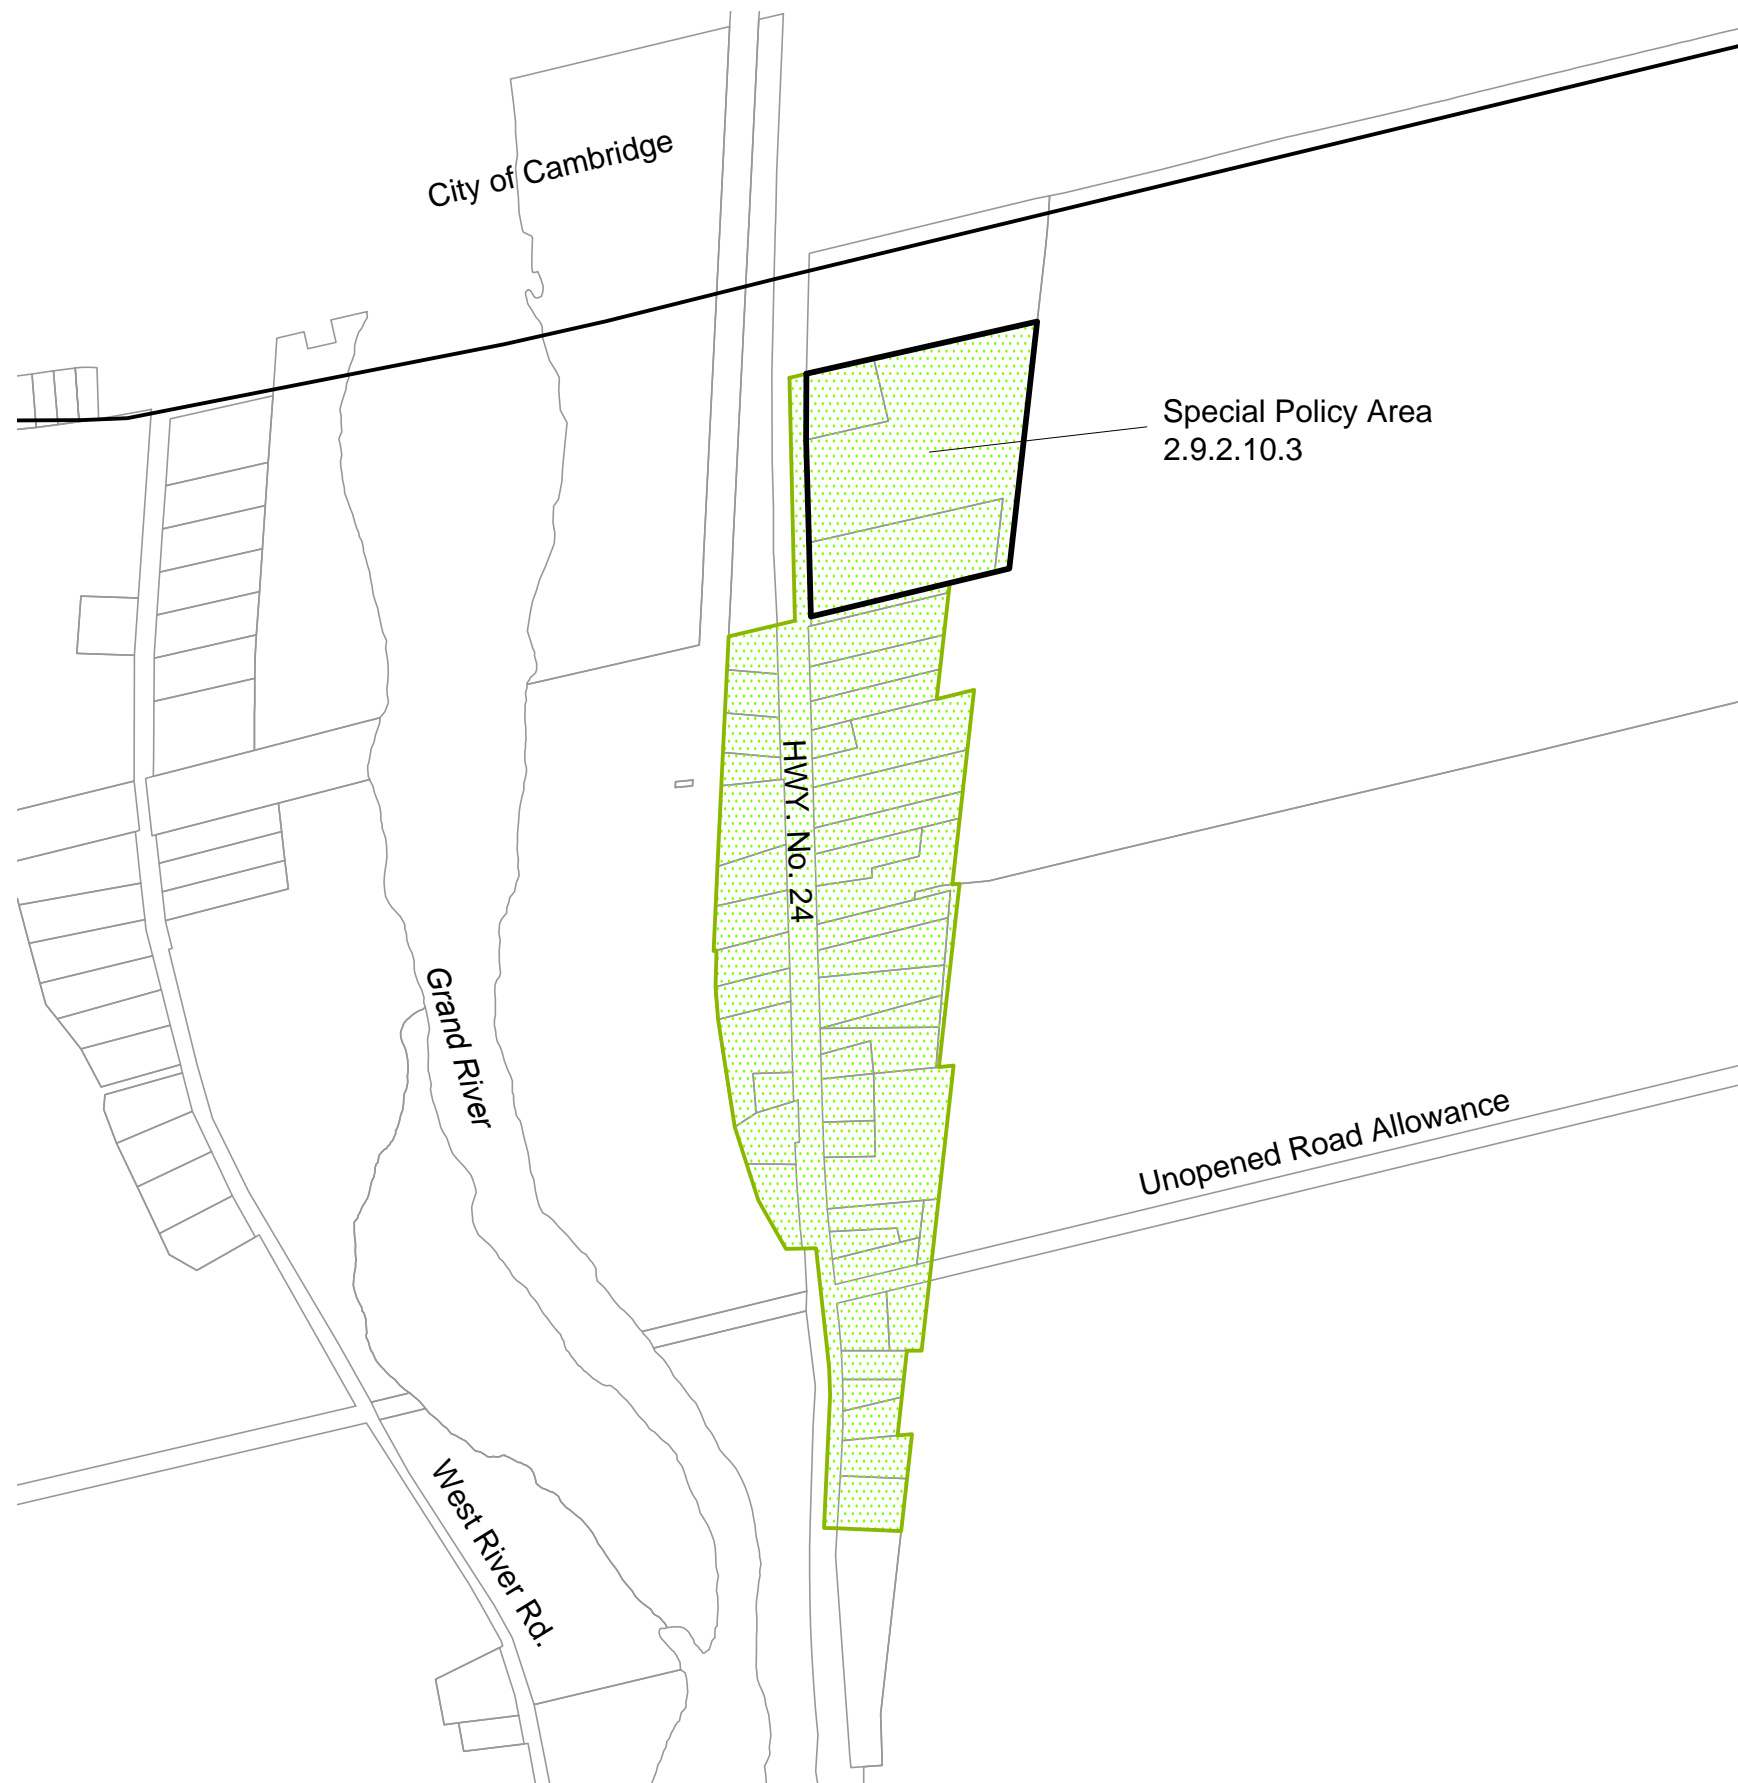 City of Cambridge
Special Policy Area
2.9.2.10.3
HWY. No. 24
Grand River
Unopened Road Allowance
West River Rd.